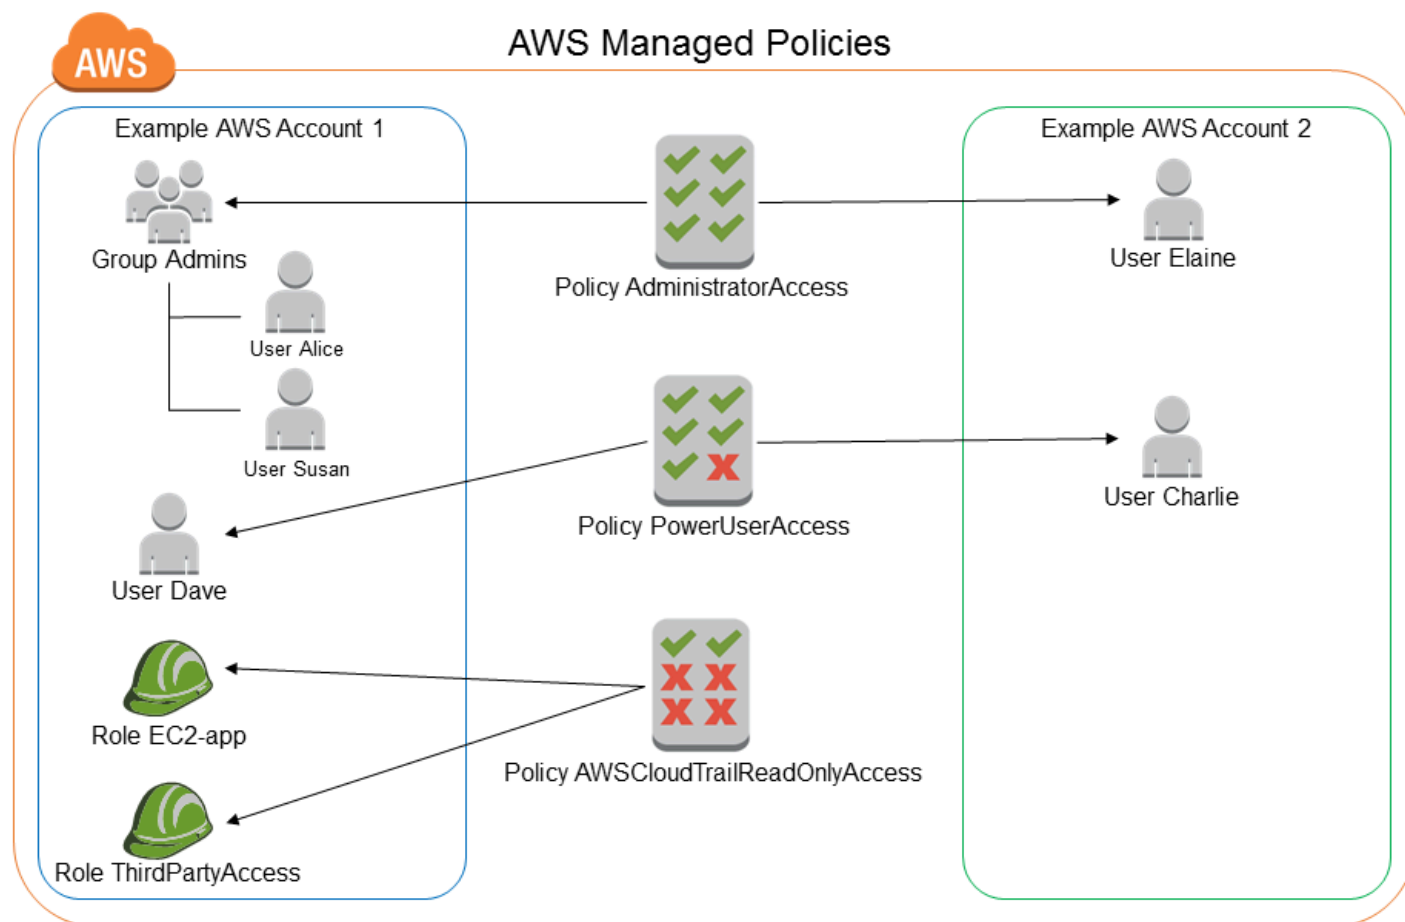 AWS Managed Policies
AWS
Example AWS Account 1
Example AWS Account 2
Group Admins
User Alice
User Susan
User Dave
Role EC2-app
Role ThirdPartyAccess
Policy AdministratorAccess
Policy PowerUserAccess
Policy AWSCloudTrailReadOnlyAccess
User Elaine
User Charlie